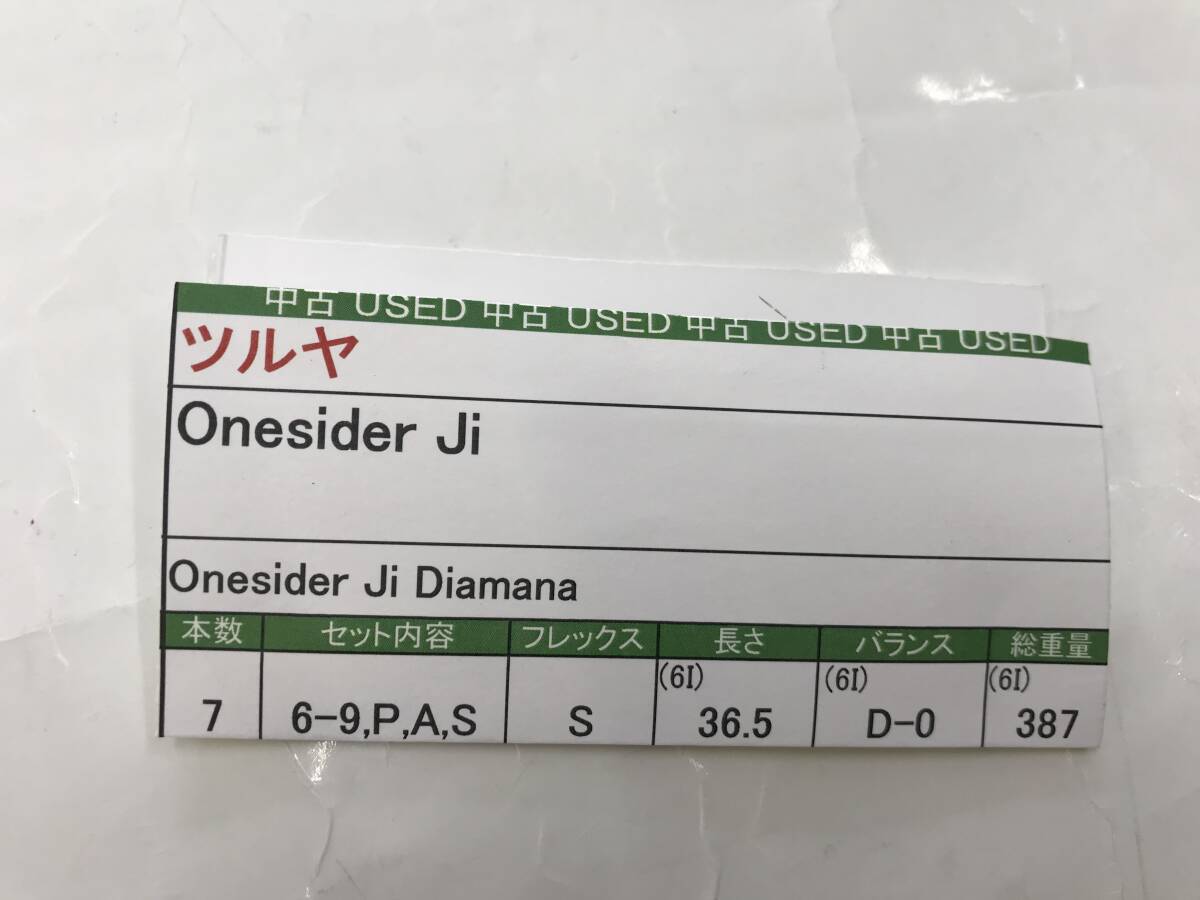 中古 USED 中古 USED 中古 USED 中古 USED
ツルヤ
Onesider Ji
Onesider Ji Diamana
本数 セット内容 フレックス 長さ バランス 総重量
(6I) (6I) (6I)
7 6-9,P,A,S S 36.5 D-0 387